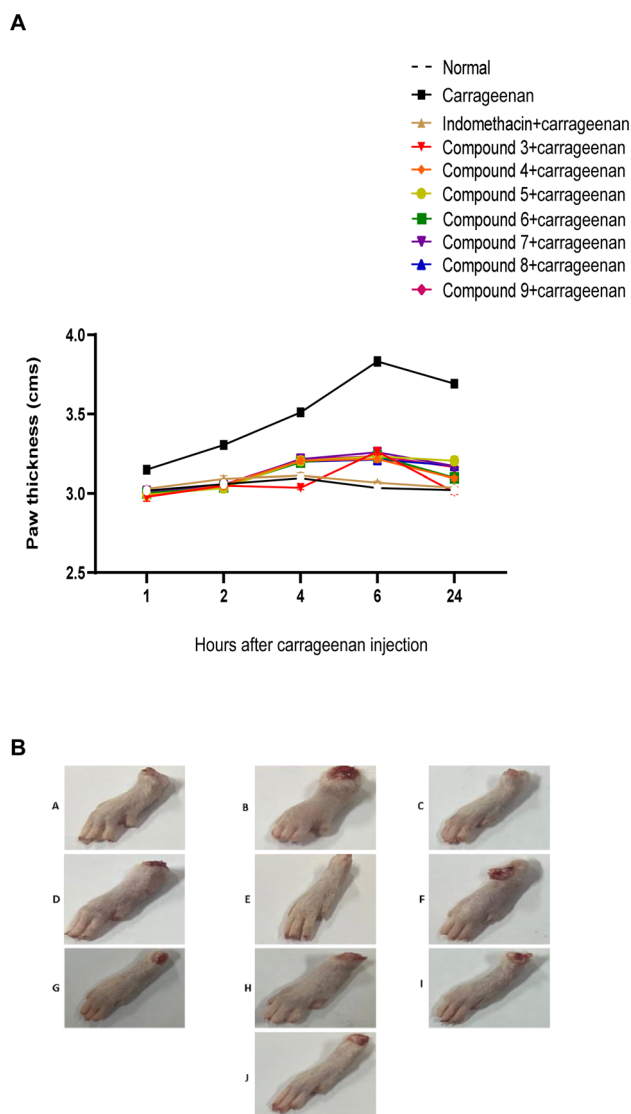 A
Normal
Carrageenan
Indomethacin+carrageenan
Compound 3+carrageenan
Compound 4+carrageenan
Compound 5+carrageenan
Compound 6+carrageenan
Compound 7+carrageenan
Compound 8+carrageenan
Compound 9+carrageenan
Paw thickness (cms)
4.0
3.5
3.0
2.5
1 2 4 6 24
Hours after carrageenan injection
B
A B C
D E F
G H I
J